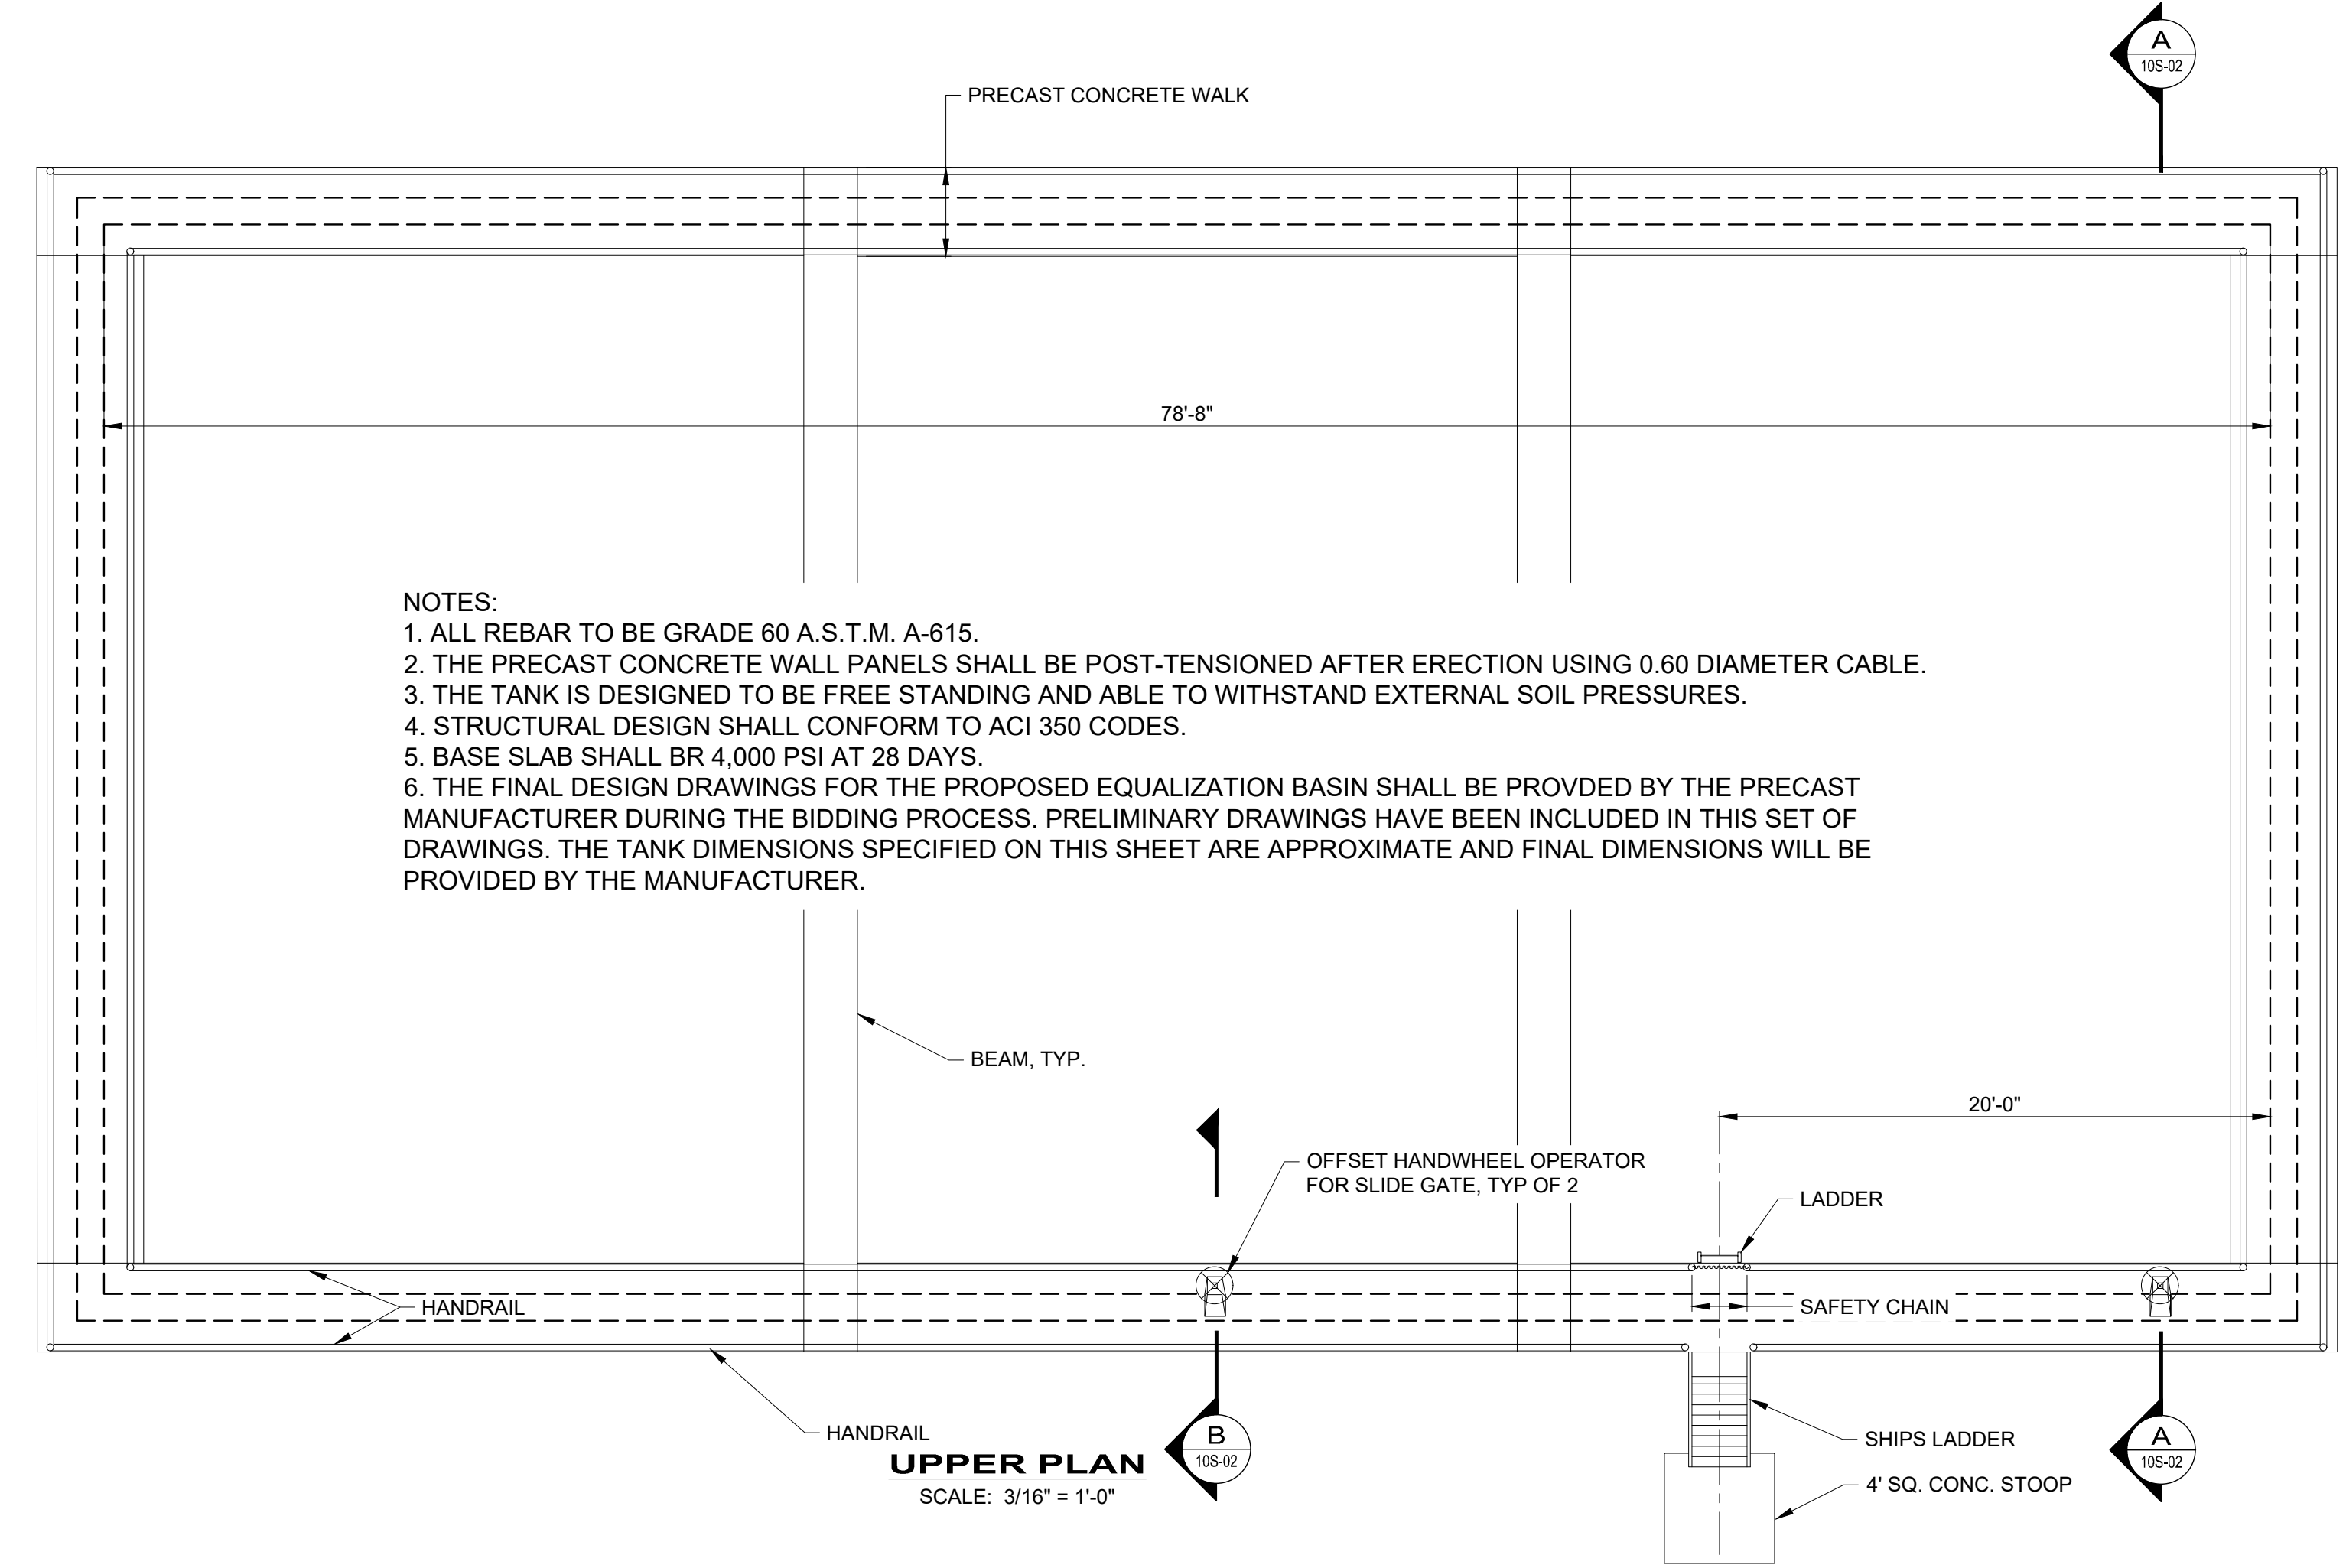 A
10S-02
PRECAST CONCRETE WALK
78'-8"
NOTES:
1. ALL REBAR TO BE GRADE 60 A.S.T.M. A-615.
2. THE PRECAST CONCRETE WALL PANELS SHALL BE POST-TENSIONED AFTER ERECTION USING 0.60 DIAMETER CABLE.
3. THE TANK IS DESIGNED TO BE FREE STANDING AND ABLE TO WITHSTAND EXTERNAL SOIL PRESSURES.
4. STRUCTURAL DESIGN SHALL CONFORM TO ACI 350 CODES.
5. BASE SLAB SHALL BR 4,000 PSI AT 28 DAYS.
6. THE FINAL DESIGN DRAWINGS FOR THE PROPOSED EQUALIZATION BASIN SHALL BE PROVDED BY THE PRECAST
MANUFACTURER DURING THE BIDDING PROCESS. PRELIMINARY DRAWINGS HAVE BEEN INCLUDED IN THIS SET OF
DRAWINGS. THE TANK DIMENSIONS SPECIFIED ON THIS SHEET ARE APPROXIMATE AND FINAL DIMENSIONS WILL BE
PROVIDED BY THE MANUFACTURER.
BEAM, TYP.
20'-0"
OFFSET HANDWHEEL OPERATOR
FOR SLIDE GATE, TYP OF 2
LADDER
HANDRAIL
SAFETY CHAIN
HANDRAIL
UPPER PLAN
SCALE: 3/16" = 1'-0"
B
10S-02
SHIPS LADDER
4' SQ. CONC. STOOP
A
10S-02